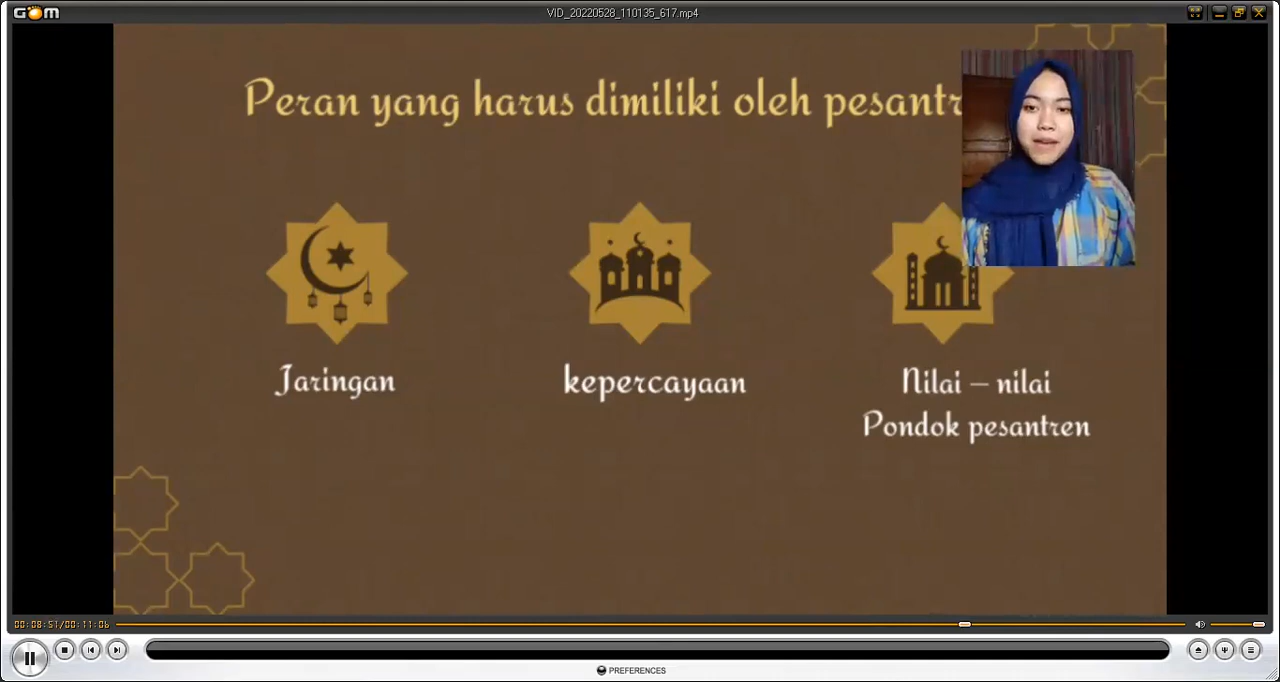 GOM
VID_20220528_110135_617.mp4
Peran yang harus dimiliki oleh
Jaringan
kepercayaan
Nilai – nilai
Pondok pesantren
00:08:51/00:11:06
PREFERENCES